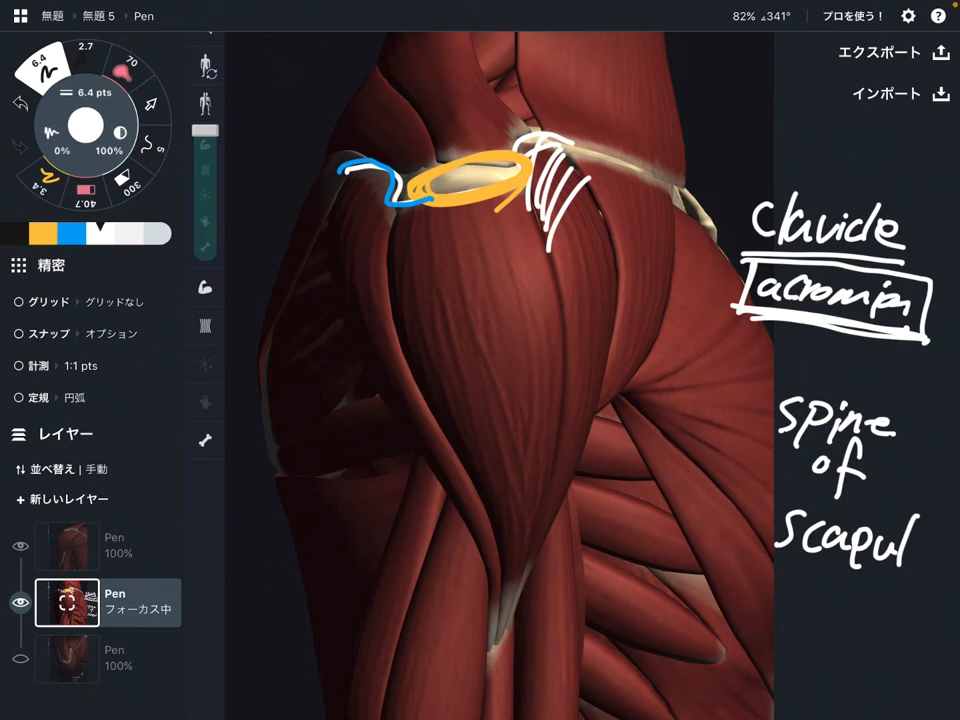 無題 無題 5 Pen
82% ⦟341° プロを使う！
エクスポート
インポート
2.7
6.4
70
6.4 pts
0% 100%
5
300
40.7
3.4
精密
グリッド グリッドなし
スナップ オプション
計測 1:1 pts
定規 円弧
レイヤー
並べ替え | 手動
新しいレイヤー
Pen
100%
Pen
フォーカス中
Pen
100%
clavicle
acromion
spine
of
scapul